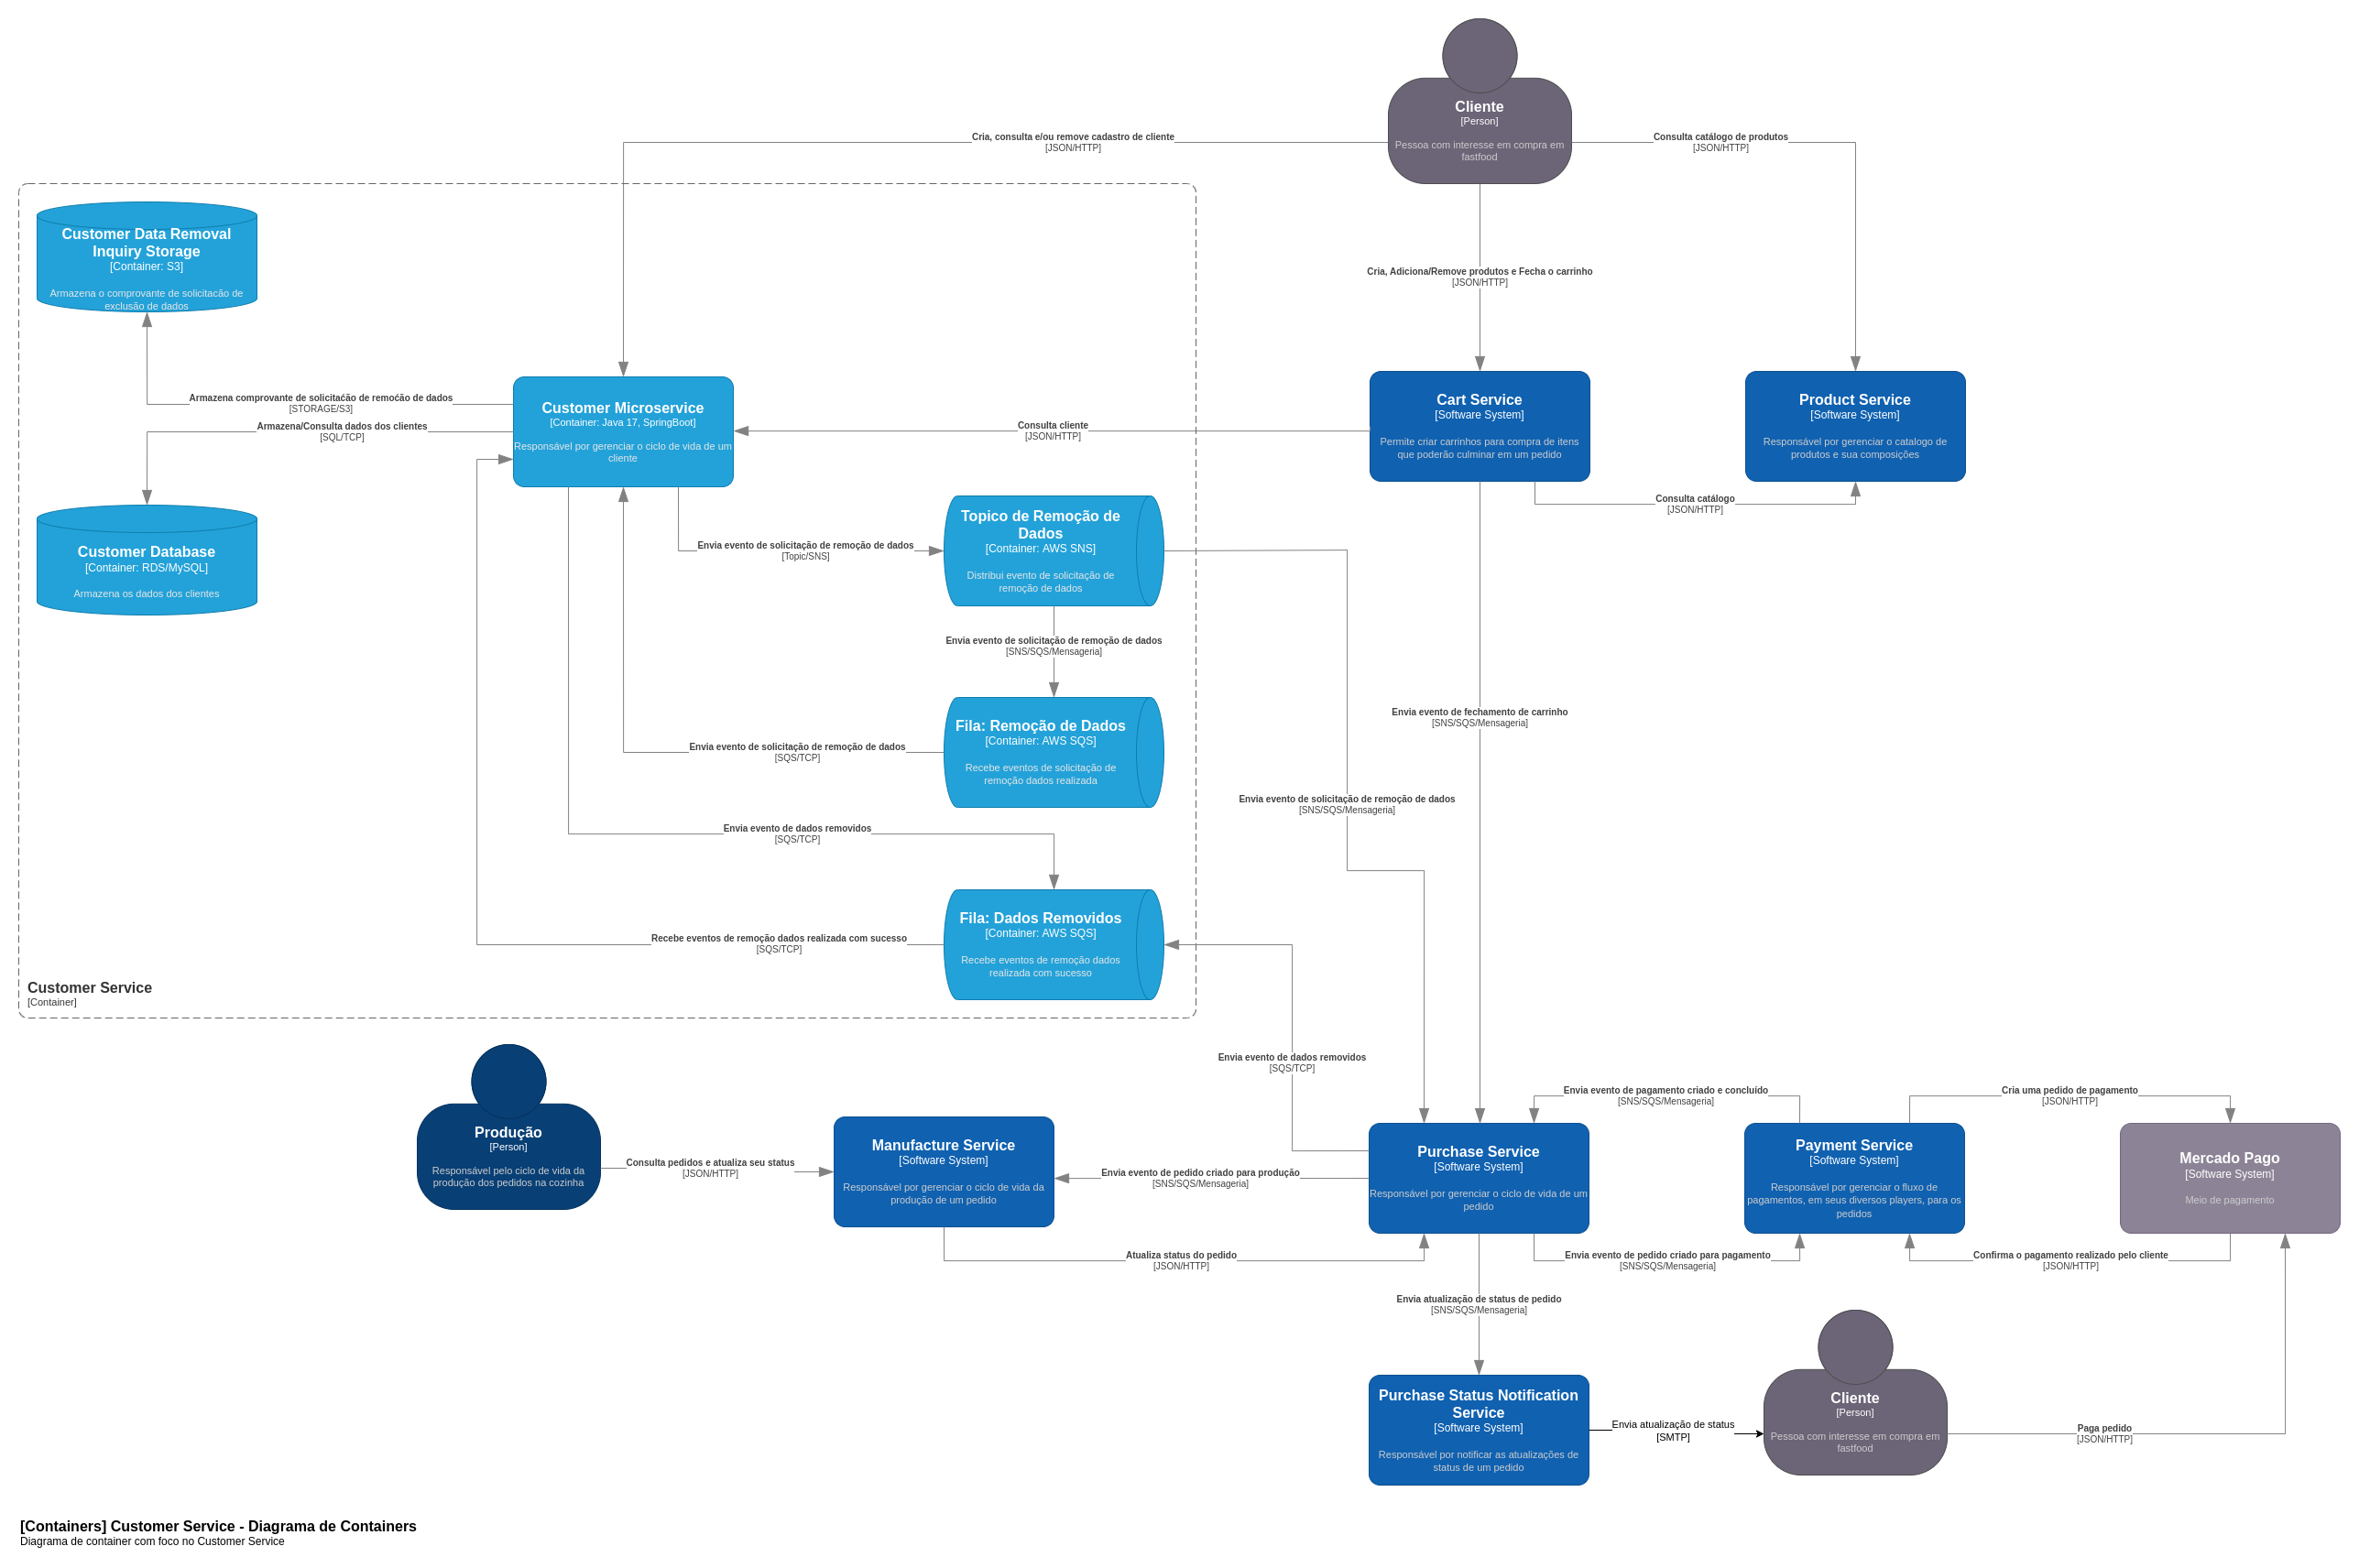 Cliente
[Person]
Pessoa com interesse em compra em
fastfood
Cria, consulta e/ou remove cadastro de cliente
[JSON/HTTP]
Consulta catálogo de produtos
[JSON/HTTP]
Customer Data Removal
Inquiry Storage
[Container: S3]
Armazena o comprovante de solicitacão de
exclusão de dados
Cria, Adiciona/Remove produtos e Fecha o carrinho
[JSON/HTTP]
Armazena comprovante de solicitaćão de remoćão de dados
[STORAGE/S3]
Armazena/Consulta dados dos clientes
[SQL/TCP]
Customer Microservice
[Container: Java 17, SpringBoot]
Responsável por gerenciar o ciclo de vida de um
cliente
Consulta cliente
[JSON/HTTP]
Cart Service
[Software System]
Permite criar carrinhos para compra de itens
que poderão culminar em um pedido
Product Service
[Software System]
Responsável por gerenciar o catalogo de
produtos e sua composições
Consulta catálogo
[JSON/HTTP]
Customer Database
[Container: RDS/MySQL]
Armazena os dados dos clientes
Envia evento de solicitação de remoção de dados
[Topic/SNS]
Topico de Remoção de
Dados
[Container: AWS SNS]
Distribui evento de solicitação de
remoção de dados
Envia evento de solicitação de remoção de dados
[SNS/SQS/Mensageria]
Fila: Remoção de Dados
[Container: AWS SQS]
Recebe eventos de solicitação de
remoção dados realizada
Envia evento de solicitação de remoção de dados
[SQS/TCP]
Envia evento de fechamento de carrinho
[SNS/SQS/Mensageria]
Envia evento de solicitação de remoção de dados
[SNS/SQS/Mensageria]
Envia evento de dados removidos
[SQS/TCP]
Fila: Dados Removidos
[Container: AWS SQS]
Recebe eventos de remoção dados
realizada com sucesso
Recebe eventos de remoção dados realizada com sucesso
[SQS/TCP]
Customer Service
[Container]
Envia evento de dados removidos
[SQS/TCP]
Produção
[Person]
Responsável pelo ciclo de vida da
produção dos pedidos na cozinha
Consulta pedidos e atualiza seu status
[JSON/HTTP]
Manufacture Service
[Software System]
Responsável por gerenciar o ciclo de vida da
produção de um pedido
Envia evento de pedido criado para produção
[SNS/SQS/Mensageria]
Purchase Service
[Software System]
Responsável por gerenciar o ciclo de vida de um
pedido
Envia evento de pagamento criado e concluído
[SNS/SQS/Mensageria]
Payment Service
[Software System]
Responsável por gerenciar o fluxo de
pagamentos, em seus diversos players, para os
pedidos
Cria uma pedido de pagamento
[JSON/HTTP]
Mercado Pago
[Software System]
Meio de pagamento
Atualiza status do pedido
[JSON/HTTP]
Envia evento de pedido criado para pagamento
[SNS/SQS/Mensageria]
Confirma o pagamento realizado pelo cliente
[JSON/HTTP]
Envia atualização de status de pedido
[SNS/SQS/Mensageria]
Purchase Status Notification
Service
[Software System]
Responsável por notificar as atualizações de
status de um pedido
Envia atualização de status
[SMTP]
Cliente
[Person]
Pessoa com interesse em compra em
fastfood
Paga pedido
[JSON/HTTP]
[Containers] Customer Service - Diagrama de Containers
Diagrama de container com foco no Customer Service